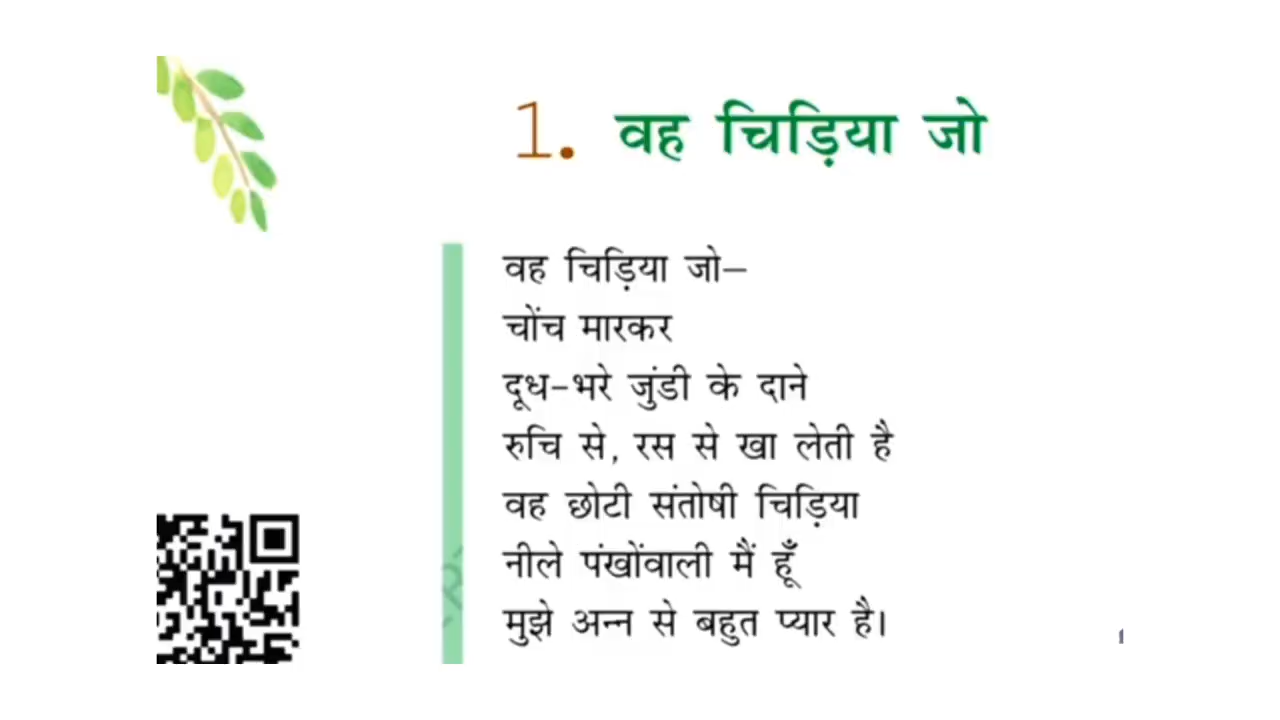 1. वह चिड़िया जो
वह चिड़िया जो–
चोंच मारकर
दूध-भरे जुंडी के दाने
रुचि से, रस से खा लेती है
वह छोटी संतोषी चिड़िया
नीले पंखोंवाली मैं हूँ
मुझे अन्न से बहुत प्यार है।